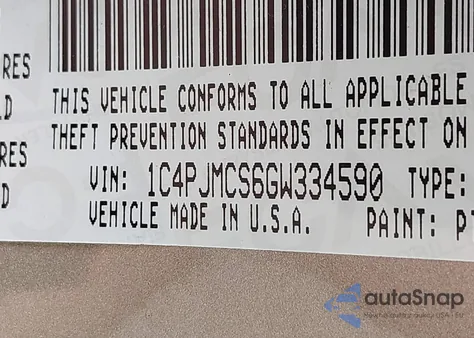 RES
LD
RES
D
THIS VEHICLE CONFORMS TO ALL APPLICABLE
THEFT PREVENTION STANDARDS IN EFFECT ON
VIN: 1C4PJMCS6GW334590 TYPE:
VEHICLE MADE IN U.S.A. PAINT: P
autaSnap